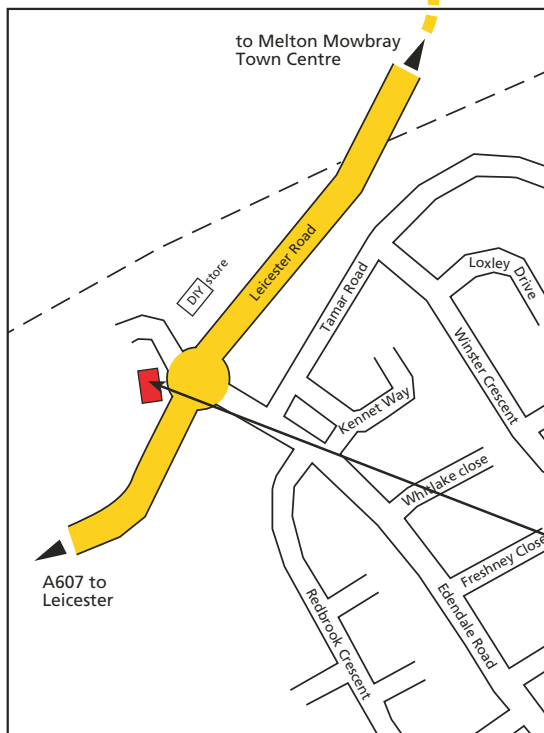 to Melton Mowbray
Town Centre
Leicester Road
DIY store
Tamar Road
Loxley Drive
Winster Crescent
Kennet Way
Whitlake close
Freshney Close
Edendale Road
Redbrook Crescent
A607 to
Leicester